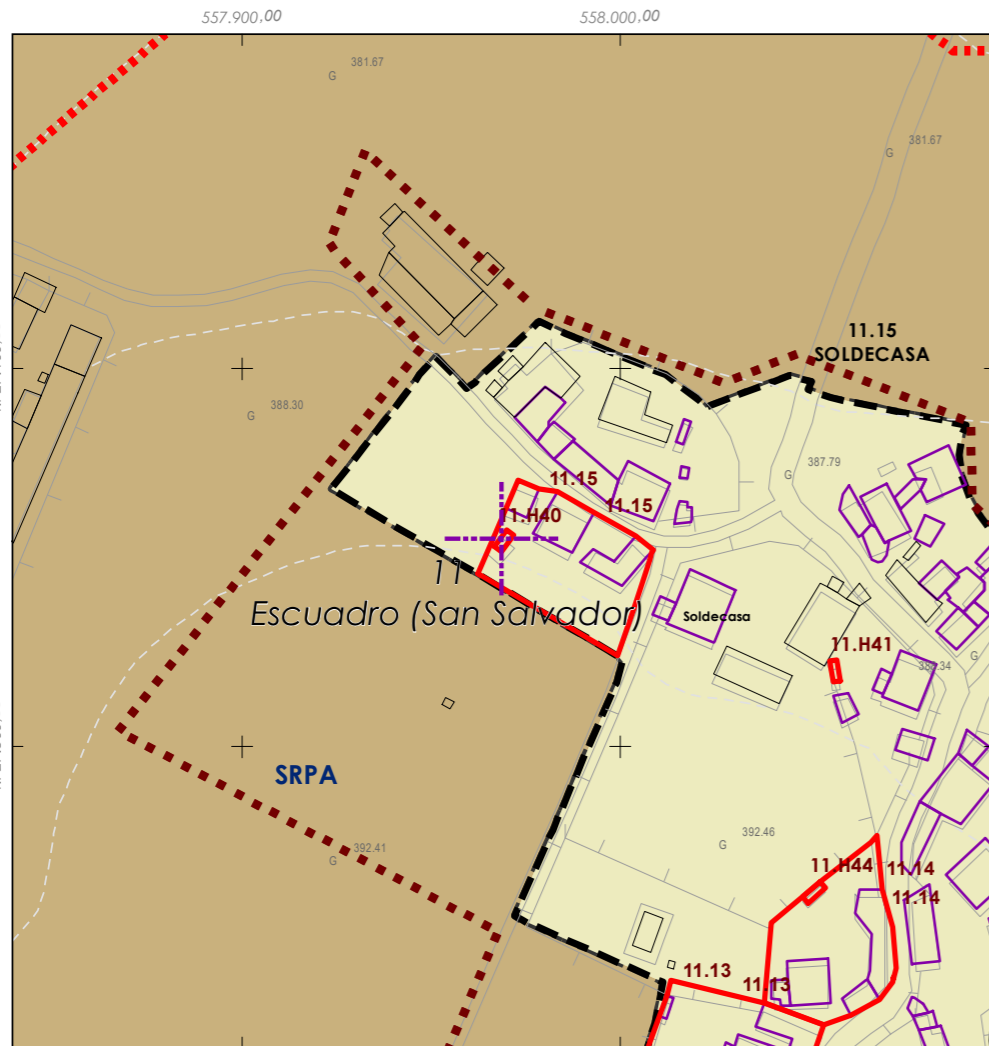 557.900,00
558.000,00
381.67
G
381.67
G
11.15
SOLDECASA
388.30
G
387.79
G
11.15
11.15
11.H40
11
Escuadro (San Salvador)
Soldecasa
11.H41
G
SRPA
392.41
G
392.46
G
11.H44
11.14
11.14
11.13
11.13